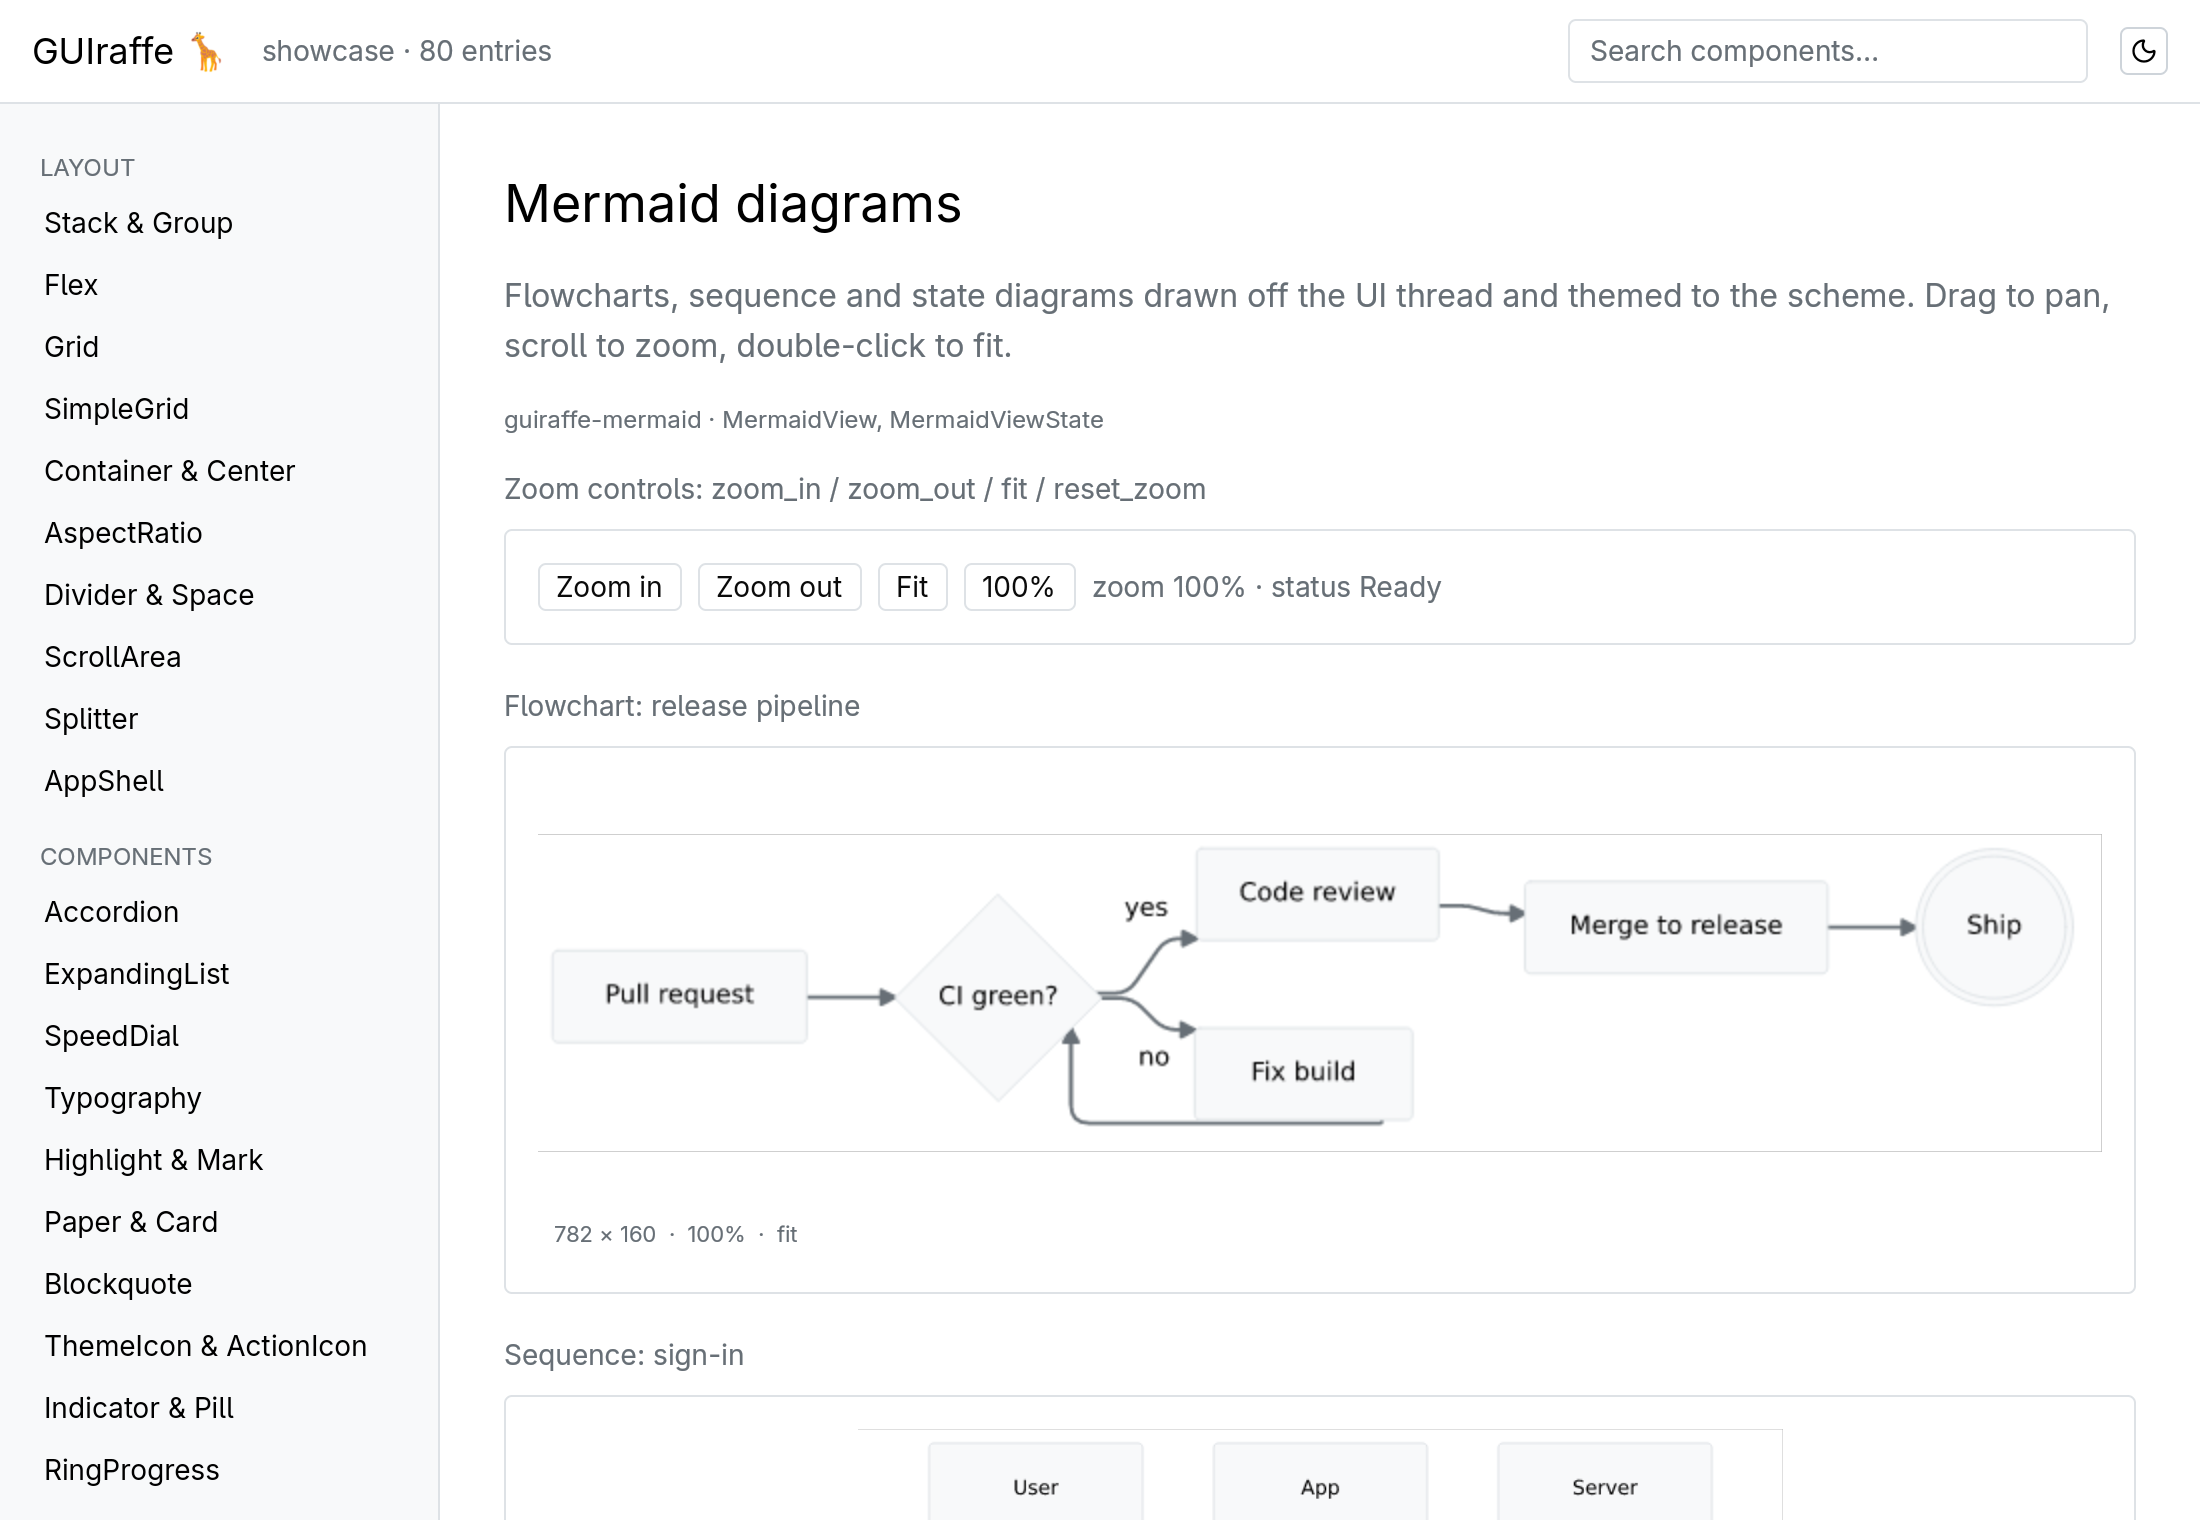 GUIraffe 🦒
showcase · 80 entries
Search components...
LAYOUT
Stack & Group
Flex
Grid
SimpleGrid
Container & Center
AspectRatio
Divider & Space
ScrollArea
Splitter
AppShell
COMPONENTS
Accordion
ExpandingList
SpeedDial
Typography
Highlight & Mark
Paper & Card
Blockquote
ThemeIcon & ActionIcon
Indicator & Pill
RingProgress
Mermaid diagrams
Flowcharts, sequence and state diagrams drawn off the UI thread and themed to the scheme. Drag to pan,
scroll to zoom, double-click to fit.
guiraffe-mermaid · MermaidView, MermaidViewState
Zoom controls: zoom_in / zoom_out / fit / reset_zoom
Zoom in
Zoom out
Fit
100%
zoom 100% · status Ready
Flowchart: release pipeline
Pull request
CI green?
yes
no
Code review
Fix build
Merge to release
Ship
782 × 160 · 100% · fit
Sequence: sign-in
User
App
Server